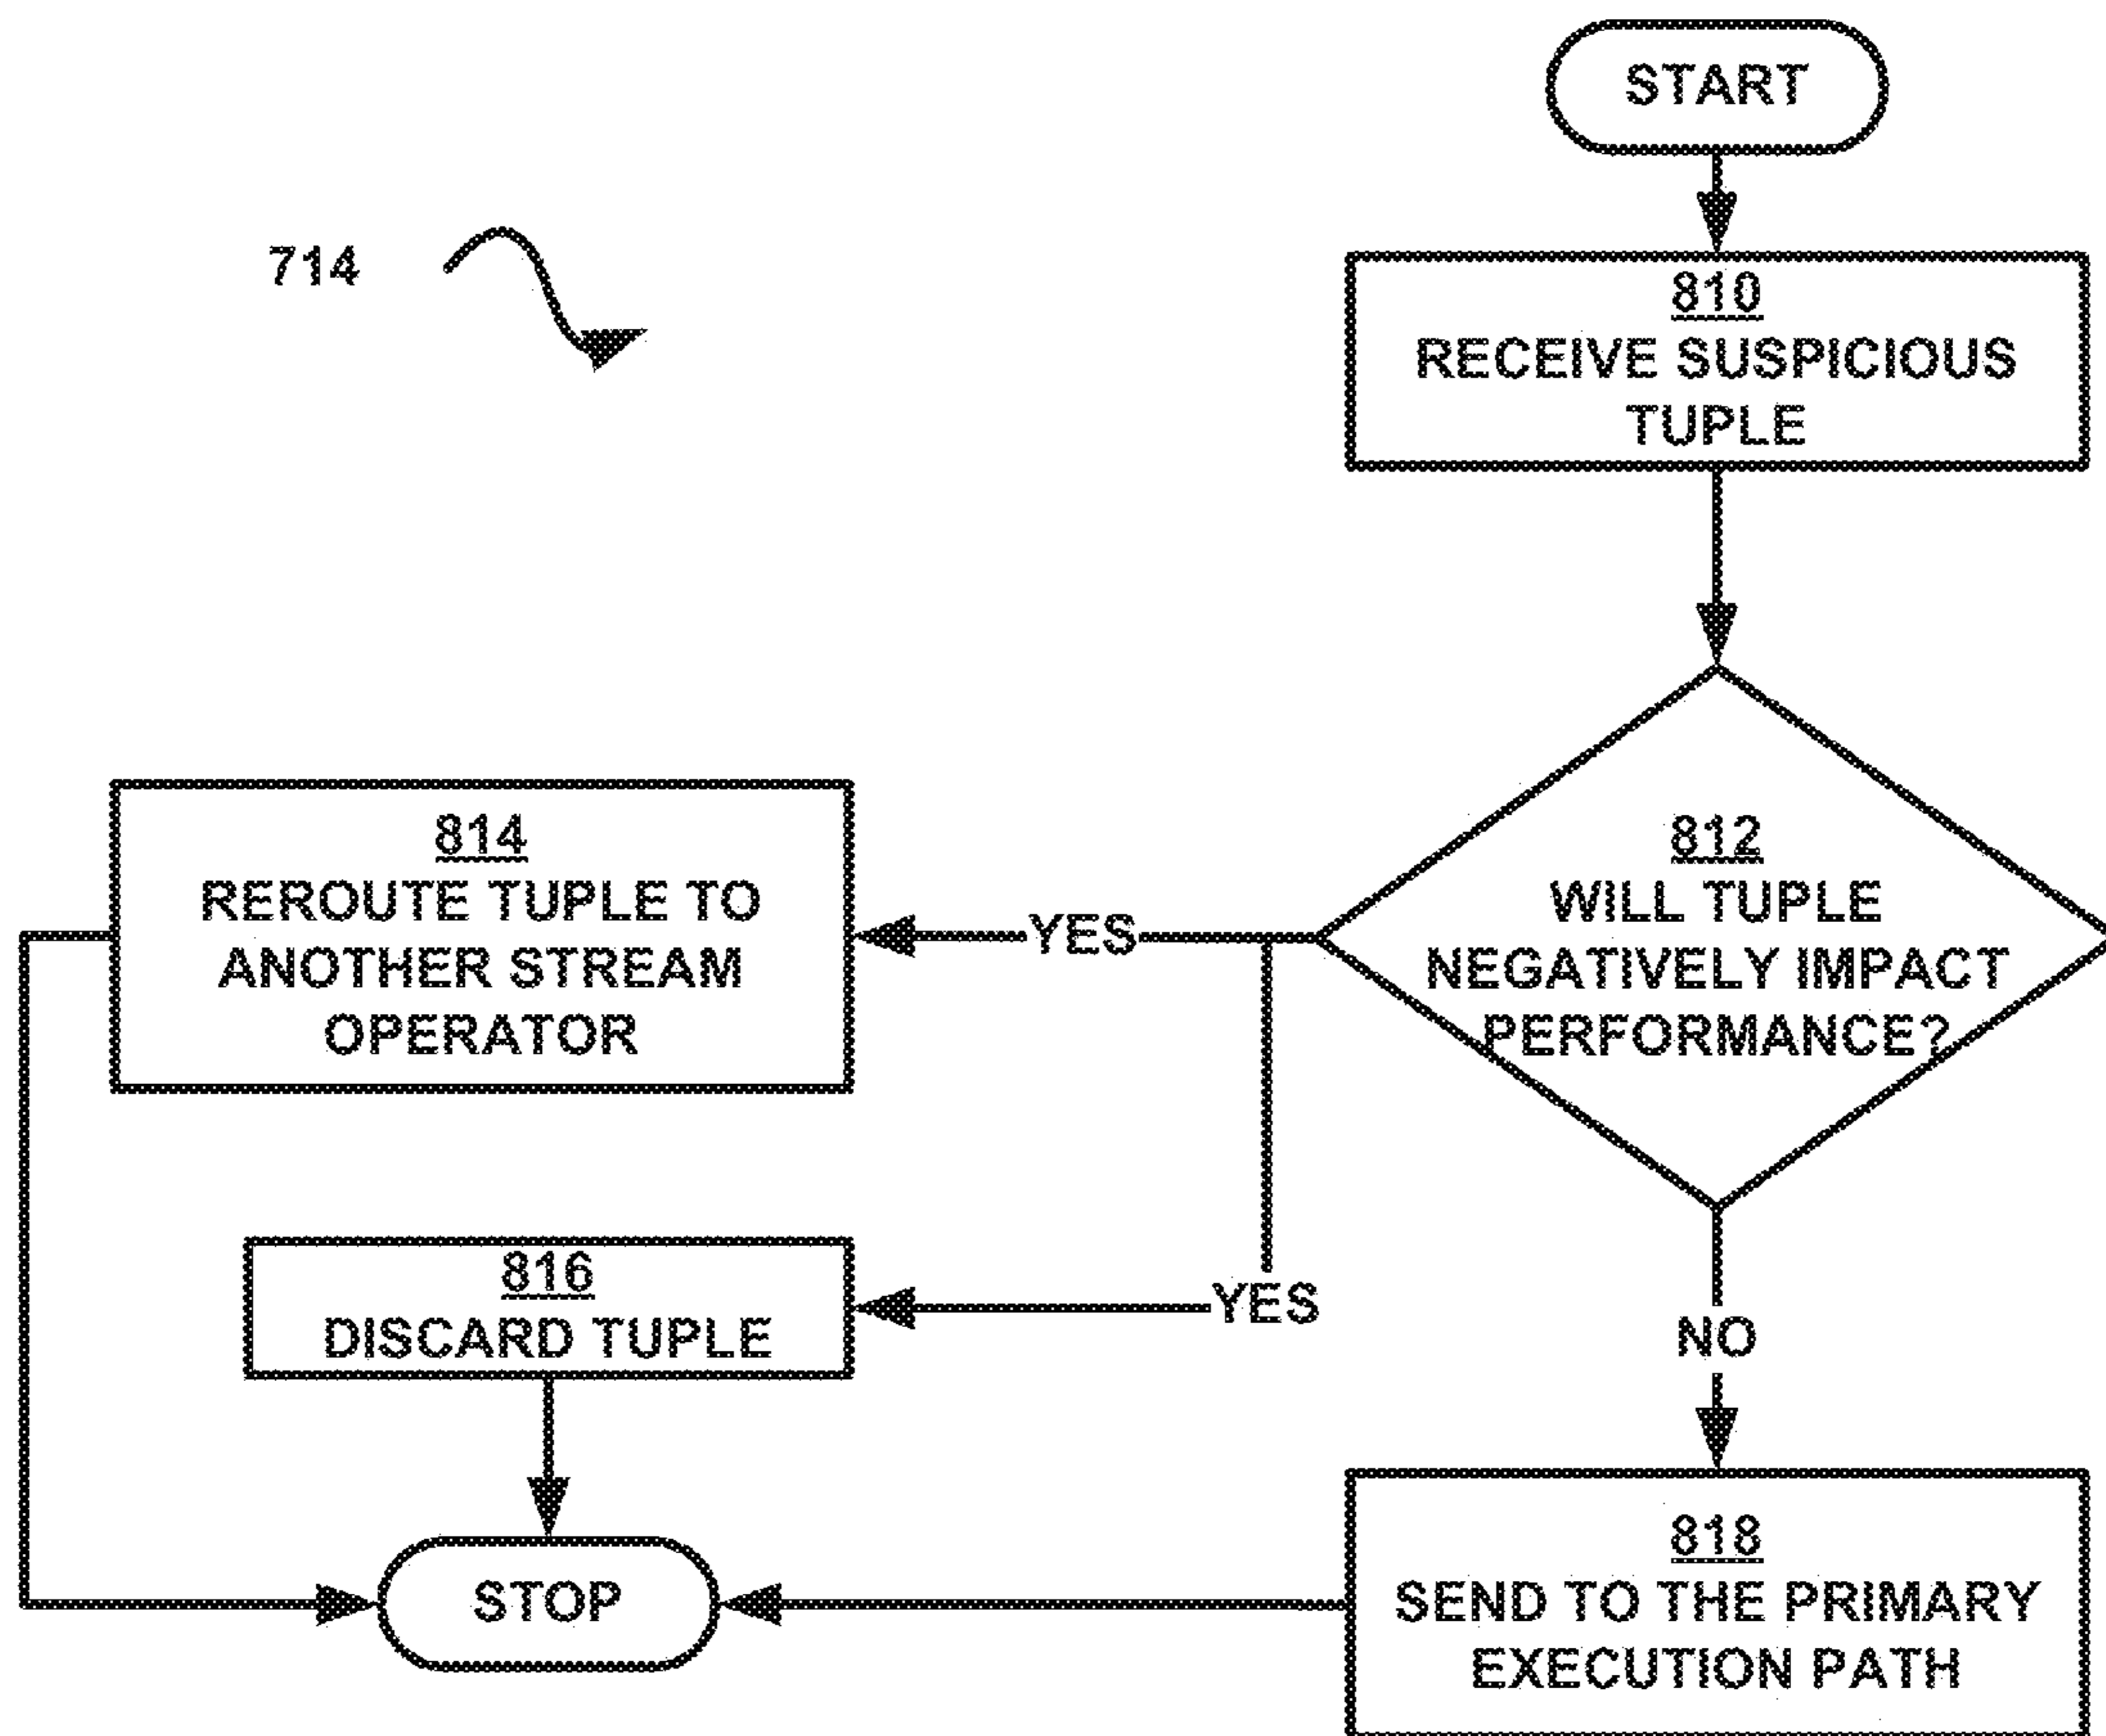 START
714
810
RECEIVE SUSPICIOUS
TUPLE
812
WILL TUPLE
NEGATIVELY IMPACT
PERFORMANCE?
YES
814
REROUTE TUPLE TO
ANOTHER STREAM
OPERATOR
YES
816
DISCARD TUPLE
NO
818
SEND TO THE PRIMARY
EXECUTION PATH
STOP